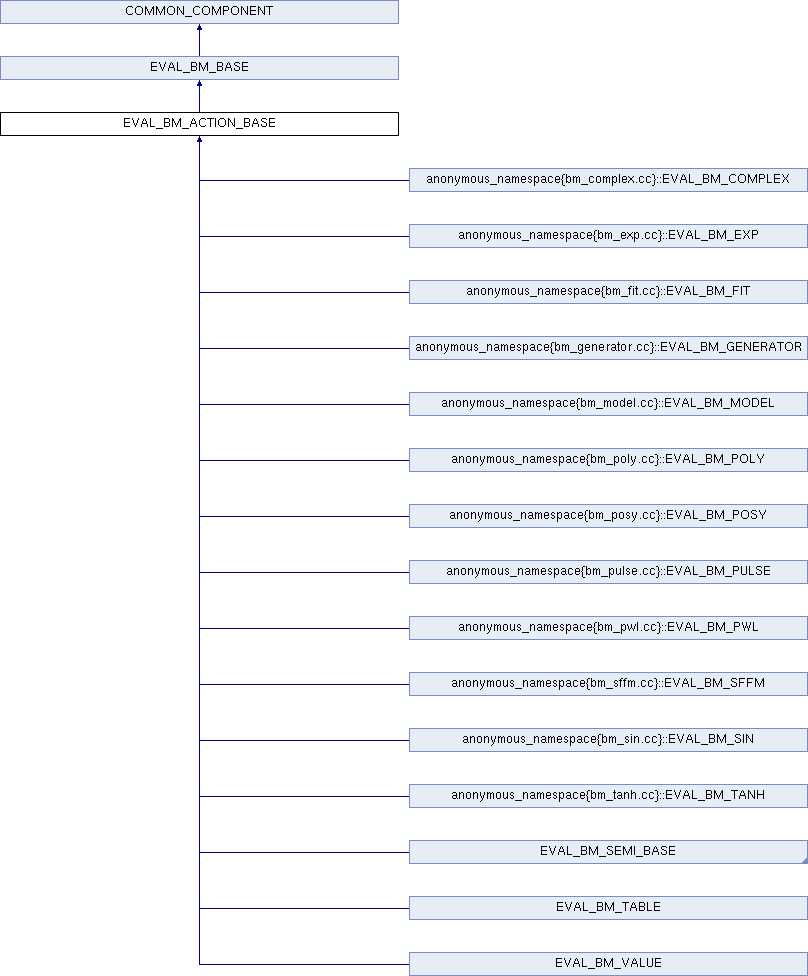 COMMON_COMPONENT
EVAL_BM_BASE
EVAL_BM_ACTION_BASE
anonymous_namespace{bm_complex.cc}::EVAL_BM_COMPLEX
anonymous_namespace{bm_exp.cc}::EVAL_BM_EXP
anonymous_namespace{bm_fit.cc}::EVAL_BM_FIT
anonymous_namespace{bm_generator.cc}::EVAL_BM_GENERATOR
anonymous_namespace{bm_model.cc}::EVAL_BM_MODEL
anonymous_namespace{bm_poly.cc}::EVAL_BM_POLY
anonymous_namespace{bm_posy.cc}::EVAL_BM_POSY
anonymous_namespace{bm_pulse.cc}::EVAL_BM_PULSE
anonymous_namespace{bm_pwl.cc}::EVAL_BM_PWL
anonymous_namespace{bm_sffm.cc}::EVAL_BM_SFFM
anonymous_namespace{bm_sin.cc}::EVAL_BM_SIN
anonymous_namespace{bm_tanh.cc}::EVAL_BM_TANH
EVAL_BM_SEMI_BASE
EVAL_BM_TABLE
EVAL_BM_VALUE